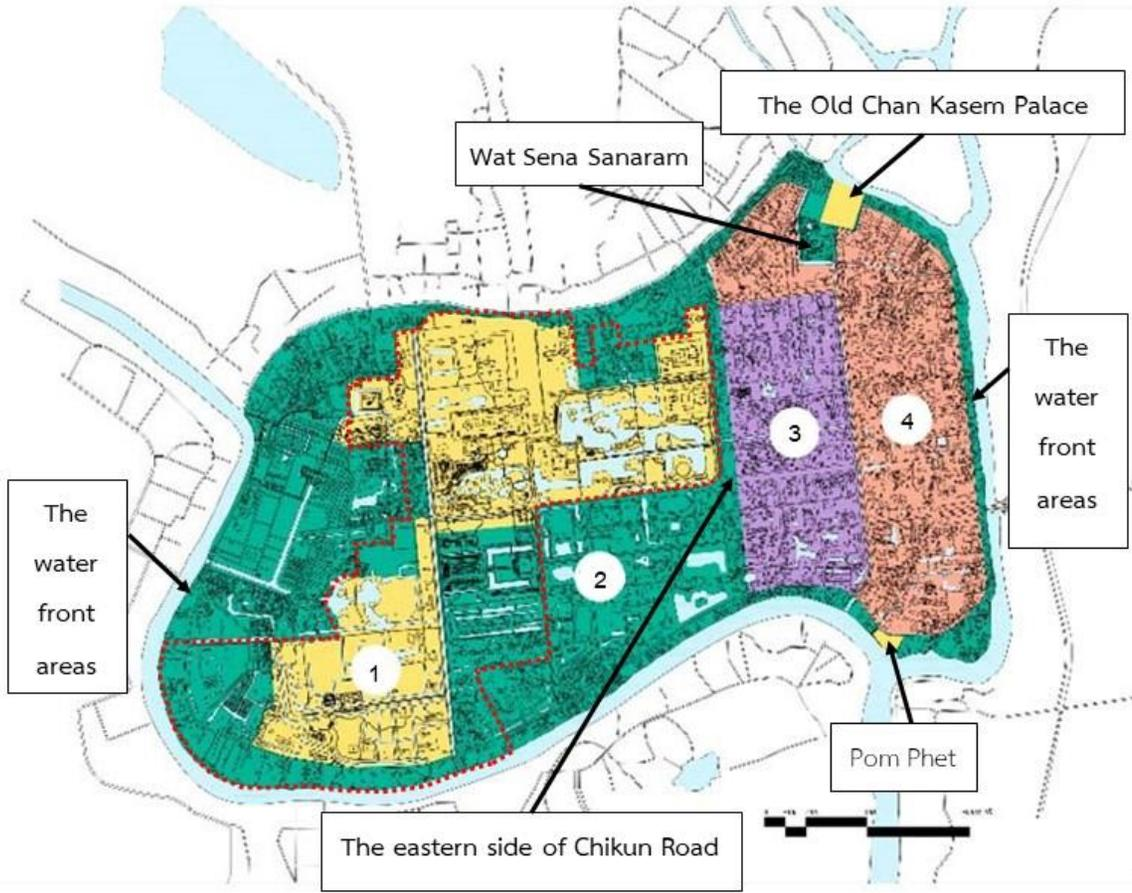 The Old Chan Kasem Palace
Wat Sena Sanaram
The
water
front
areas
3
4
The
water
front
areas
2
1
Pom Phet
The eastern side of Chikun Road